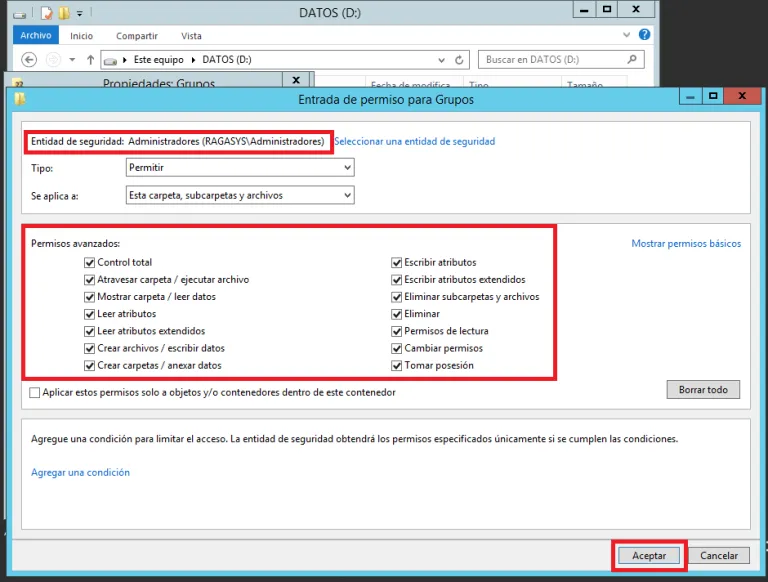 DATOS (D:)
Archivo Inicio Compartir Vista
Este equipo DATOS (D:) Buscar en DATOS (D:)
Propiedades: Grupos Fecha de modifica... Tipo Tamaño
Entrada de permiso para Grupos
Entidad de seguridad: Administradores (RAGASYS\Administradores) Seleccionar una entidad de seguridad
Tipo: Permitir
Se aplica a: Esta carpeta, subcarpetas y archivos
Permisos avanzados: Mostrar permisos básicos
Control total Escribir atributos
Atravesar carpeta / ejecutar archivo Escribir atributos extendidos
Mostrar carpeta / leer datos Eliminar subcarpetas y archivos
Leer atributos Eliminar
Leer atributos extendidos Permisos de lectura
Crear archivos / escribir datos Cambiar permisos
Crear carpetas / anexar datos Tomar posesión
Aplicar estos permisos solo a objetos y/o contenedores dentro de este contenedor Borrar todo
Agregue una condición para limitar el acceso. La entidad de seguridad obtendrá los permisos especificados únicamente si se cumplen las condiciones.
Agregar una condición
Aceptar Cancelar